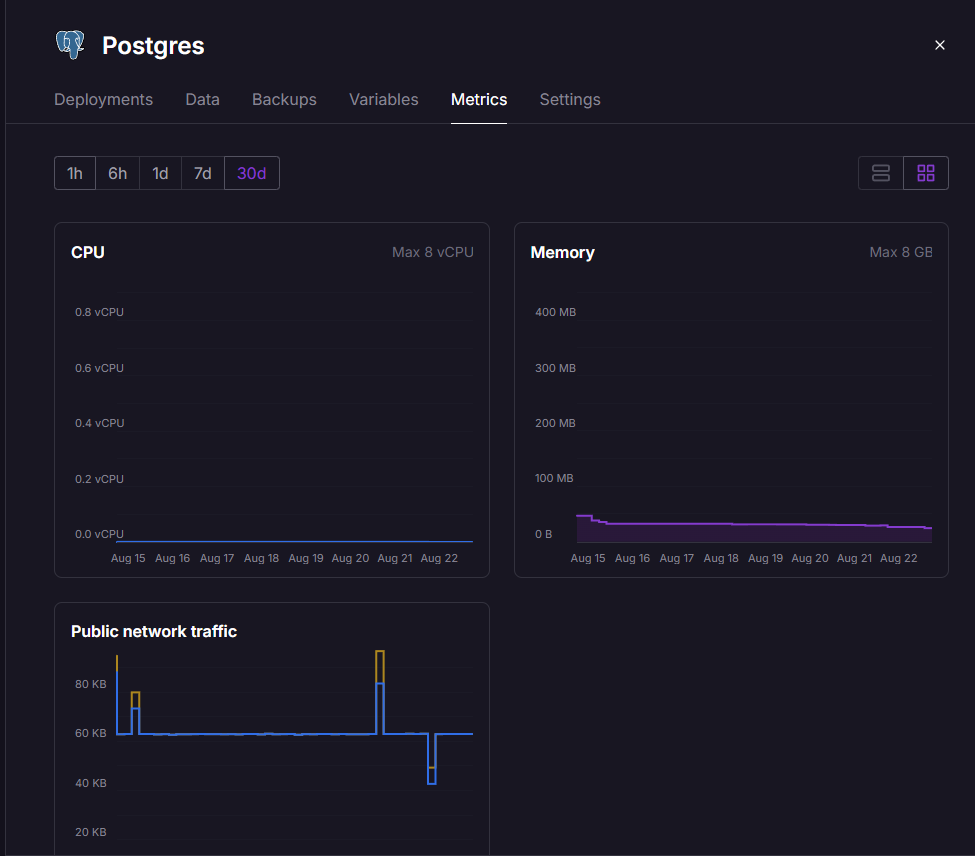 Postgres
Deployments Data Backups Variables Metrics Settings
1h 6h 1d 7d 30d
CPU Max 8 vCPU
0.8 vCPU
0.6 vCPU
0.4 vCPU
0.2 vCPU
0.0 vCPU
Aug 15 Aug 16 Aug 17 Aug 18 Aug 19 Aug 20 Aug 21 Aug 22
Memory Max 8 GB
400 MB
300 MB
200 MB
100 MB
0 B
Aug 15 Aug 16 Aug 17 Aug 18 Aug 19 Aug 20 Aug 21 Aug 22
Public network traffic
80 KB
60 KB
40 KB
20 KB